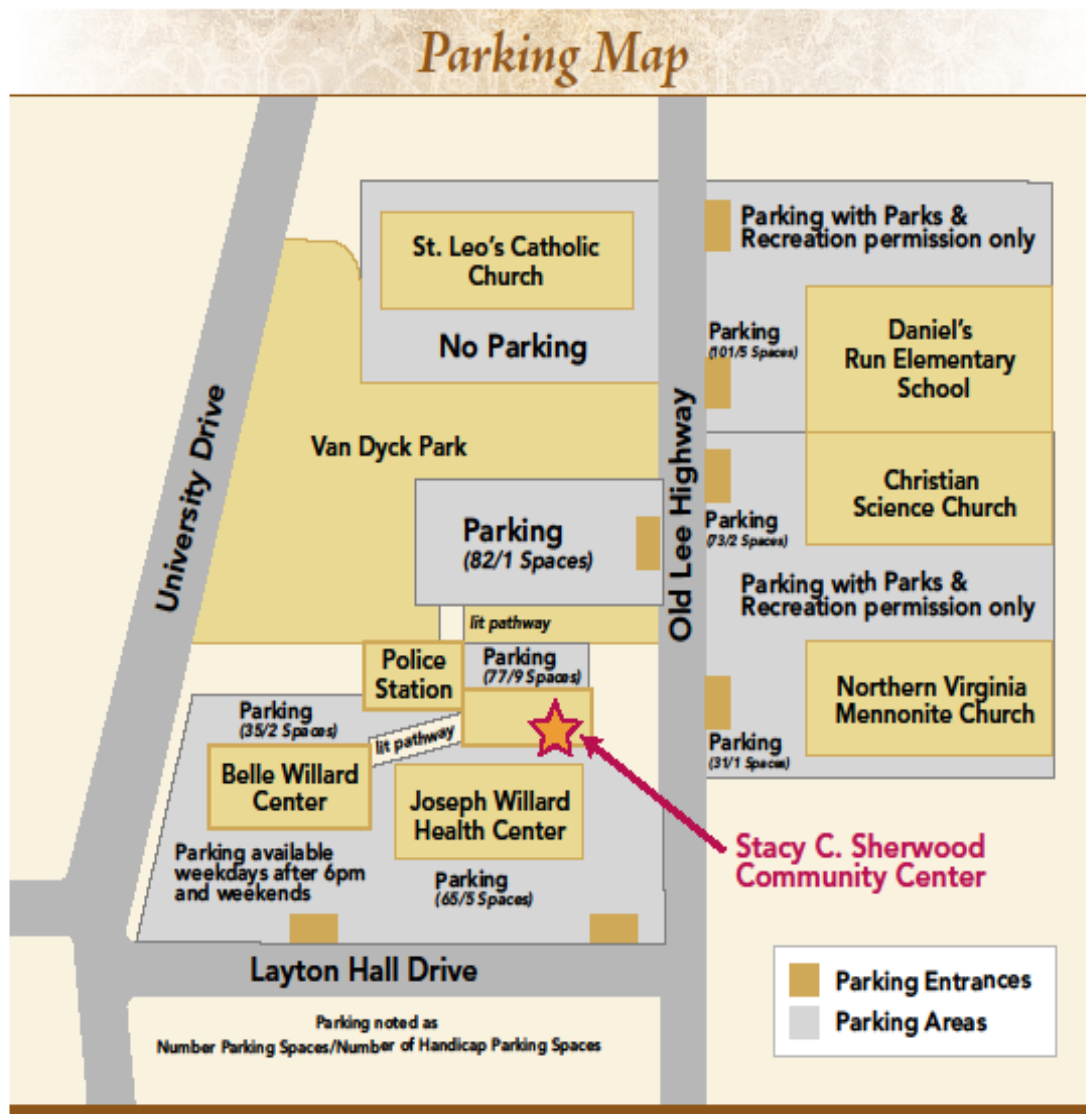 Parking Map
St. Leo's Catholic
Church
No Parking
Parking with Parks &
Recreation permission only
Parking
(101/5 Spaces)
Daniel's
Run Elementary
School
University Drive
Van Dyck Park
Old Lee Highway
Parking
(82/1 Spaces)
Christian
Science Church
Parking
(73/2 Spaces)
Parking with Parks &
Recreation permission only
lit pathway
Police
Station
Parking
(77/9 Spaces)
Northern Virginia
Mennonite Church
Parking
(31/1 Spaces)
Parking
(35/2 Spaces)
lit pathway
Belle Willard
Center
Joseph Willard
Health Center
Stacy C. Sherwood
Community Center
Parking available
weekdays after 6pm
and weekends
Parking
(65/5 Spaces)
Layton Hall Drive
Parking Entrances
Parking Areas
Parking noted as
Number Parking Spaces/Number of Handicap Parking Spaces